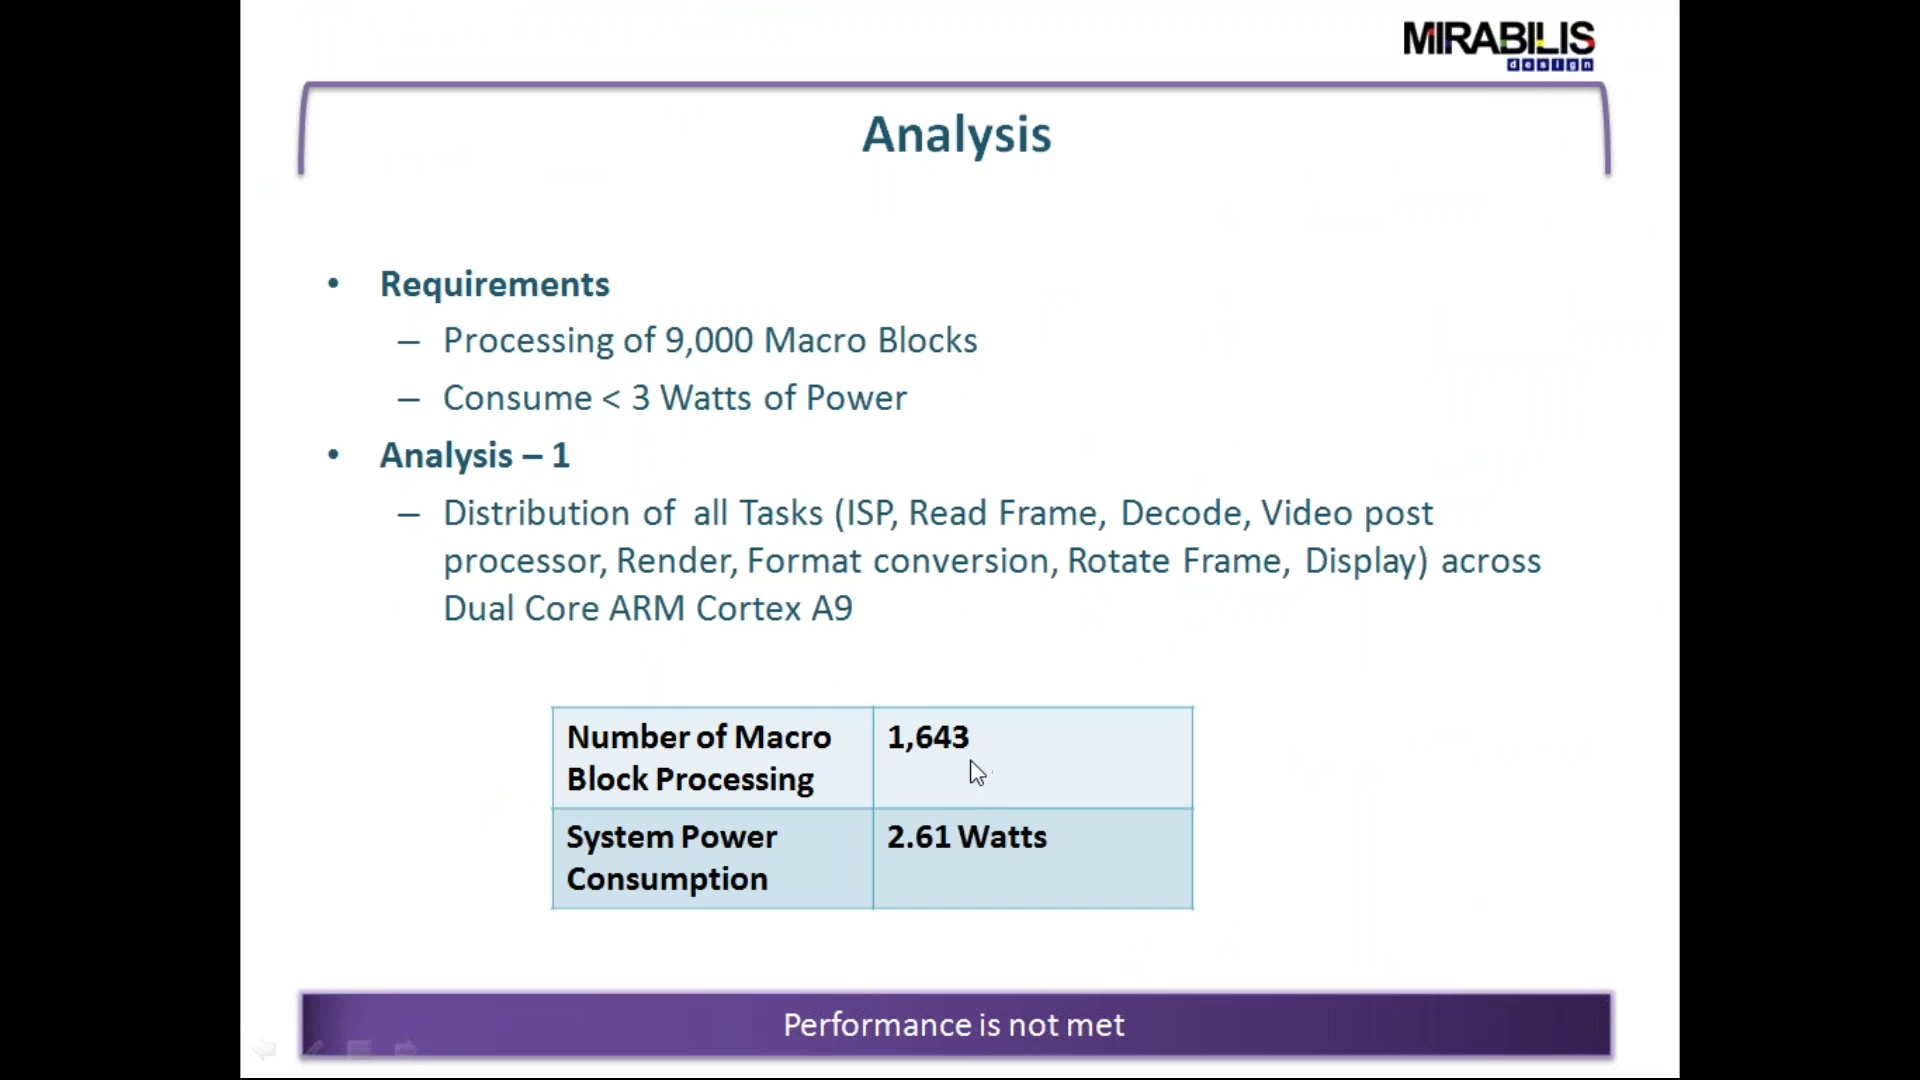 MIRABILIS
design
Analysis
• Requirements
– Processing of 9,000 Macro Blocks
– Consume < 3 Watts of Power
• Analysis – 1
– Distribution of all Tasks (ISP, Read Frame, Decode, Video post
processor, Render, Format conversion, Rotate Frame, Display) across
Dual Core ARM Cortex A9
Number of Macro
Block Processing
1,643
System Power
Consumption
2.61 Watts
Performance is not met